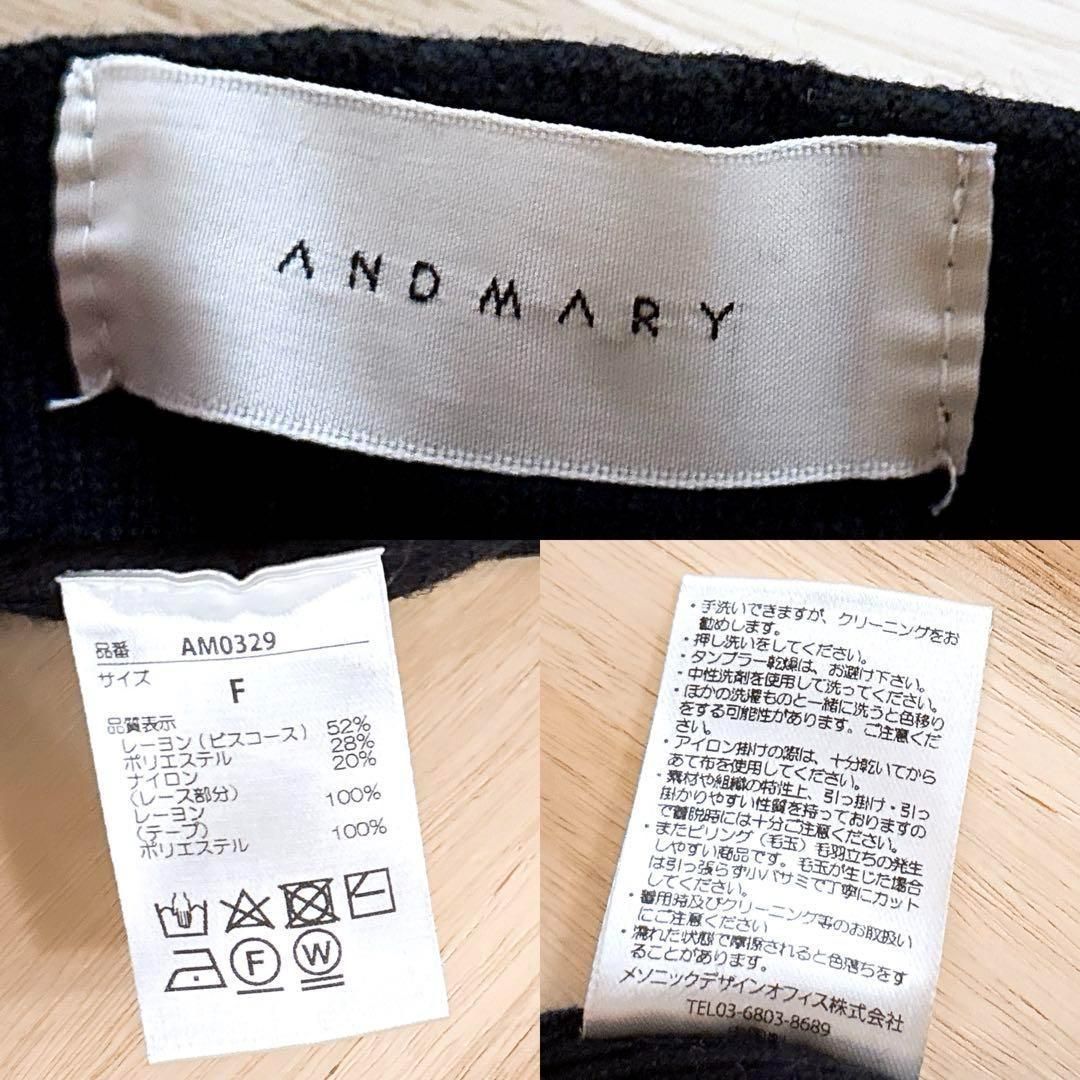 ANDMARY
品番 AM0329
サイズ F
品質表示
レーヨン(ビスコース) 52%
ポリエステル 28%
ナイロン 20%
(レース部分)
レーヨン 100%
(テープ)
ポリエステル 100%
F W
・手洗いできますが、クリーニングをお
勧めします。
・押し洗いをしてください。
・タンブラー乾燥は、お避け下さい。
・中性洗剤を使用して洗ってください。
・ほかの洗濯ものと一緒に洗うと色移り
をする可能性があります。ご注意くだ
さい。
・アイロン掛けの際は、十分乾いてから
あて布を使用してください。
・素材や組織の特性上、引っ掛け・引っ
掛かりやすい性質を持っておりますの
で着脱時には十分ご注意ください。
・またピリング(毛玉)毛羽立ちの発生
しやすい商品です。毛玉が生じた場合
は引っ張らず小バサミで丁寧にカット
してください。
・着用時及びクリーニング等のお取扱い
にご注意ください
・濡れた状態で摩擦されると色落ちをす
ることがあります。
メソニックデザインオフィス株式会社
TEL03-6803-8689